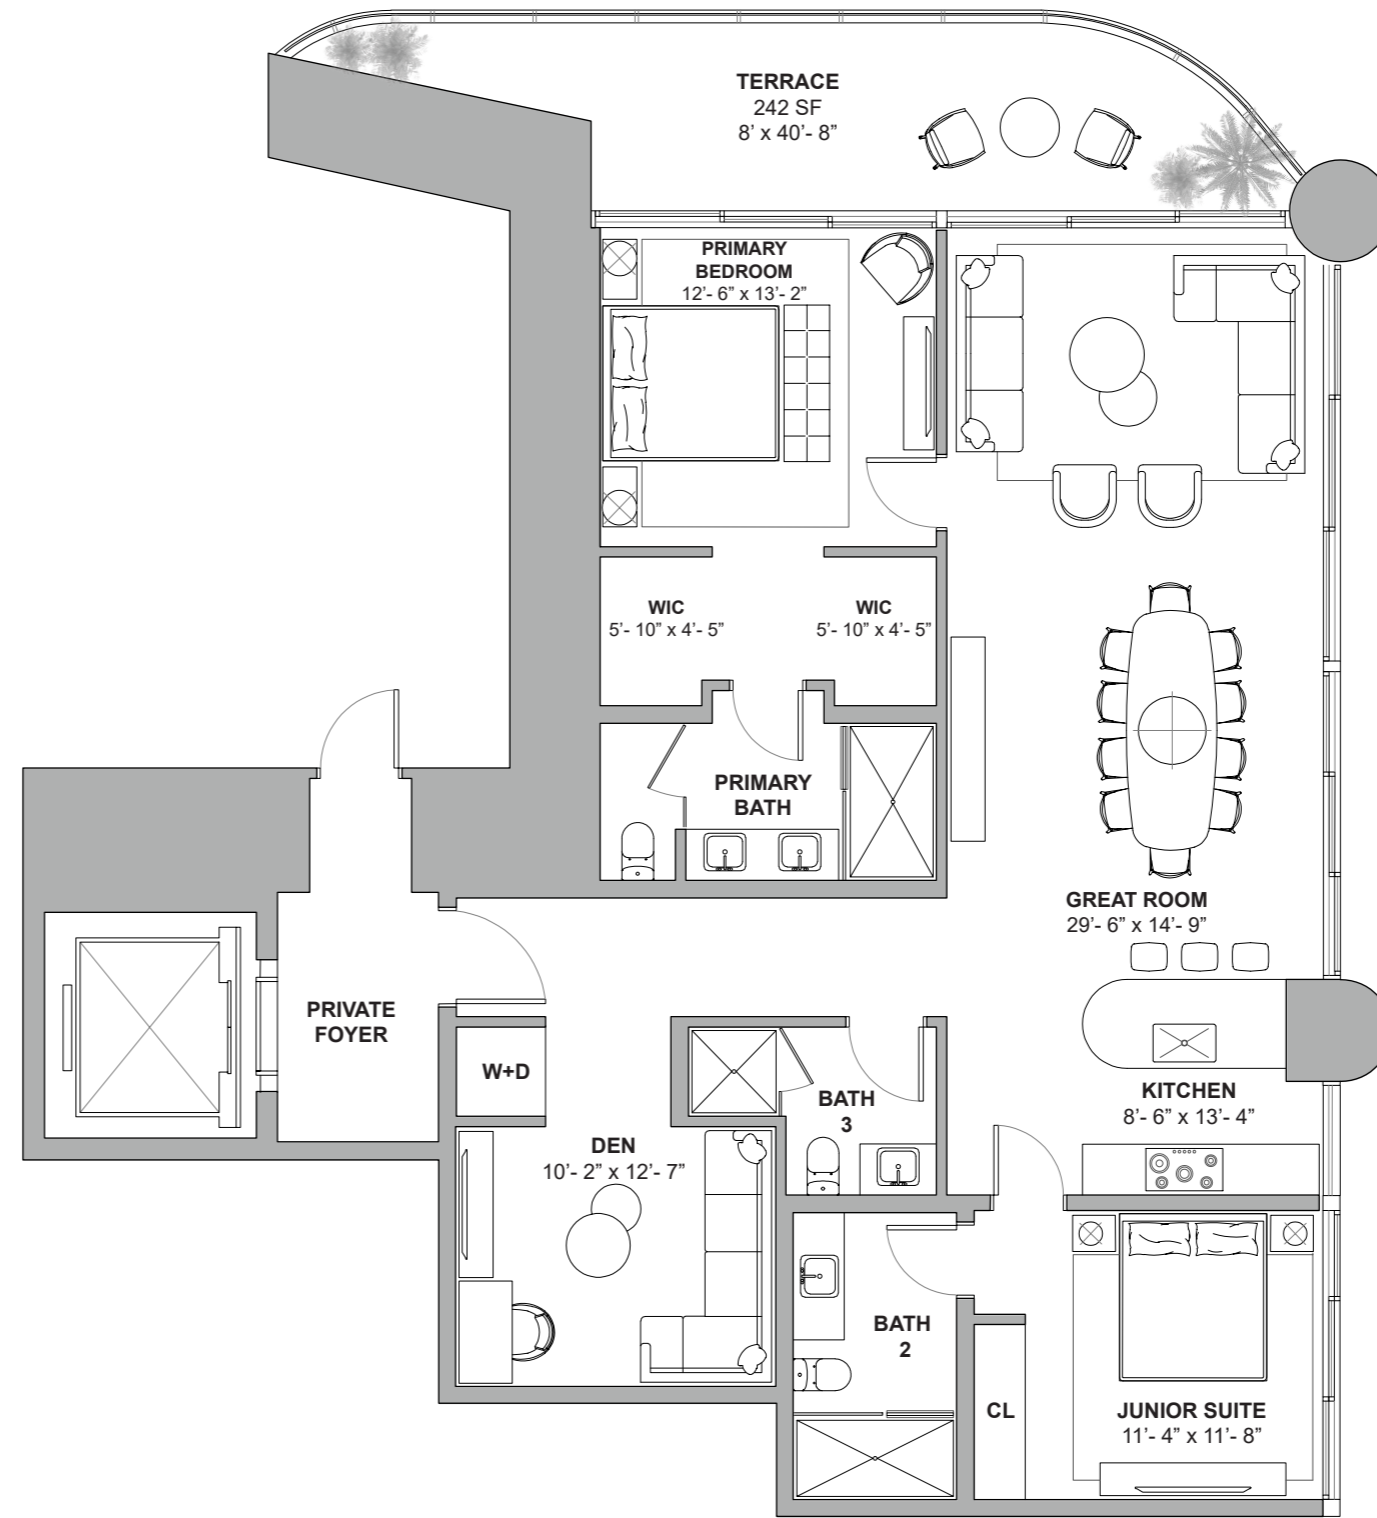 TERRACE
242 SF
8’ x 40’- 8”
PRIMARY
BEDROOM
12’- 6” x 13’- 2”
WIC
5’- 10” x 4’- 5”
WIC
5’- 10” x 4’- 5”
PRIMARY
BATH
GREAT ROOM
29’- 6” x 14’- 9”
PRIVATE
FOYER
W+D
BATH
3
KITCHEN
8’- 6” x 13’- 4”
DEN
10’- 2” x 12’- 7”
BATH
2
CL
JUNIOR SUITE
11’- 4” x 11’- 8”